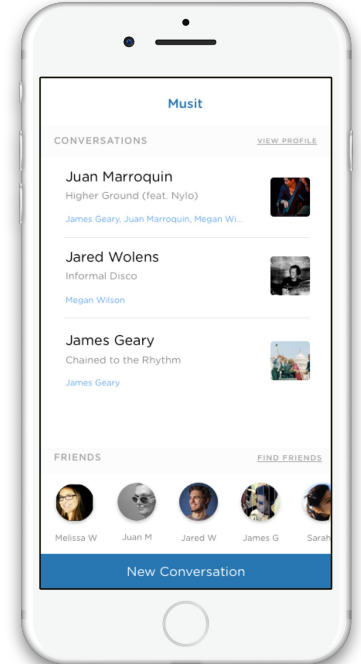 Musit
CONVERSATIONS
VIEW PROFILE
Juan Marroquin
Higher Ground (feat. Nylo)
James Geary, Juan Marroquin, Megan Wi...
Jared Wolens
Informal Disco
Megan Wilson
James Geary
Chained to the Rhythm
James Geary
FRIENDS
FIND FRIENDS
Melissa W
Juan M
Jared W
James G
Sarah
New Conversation